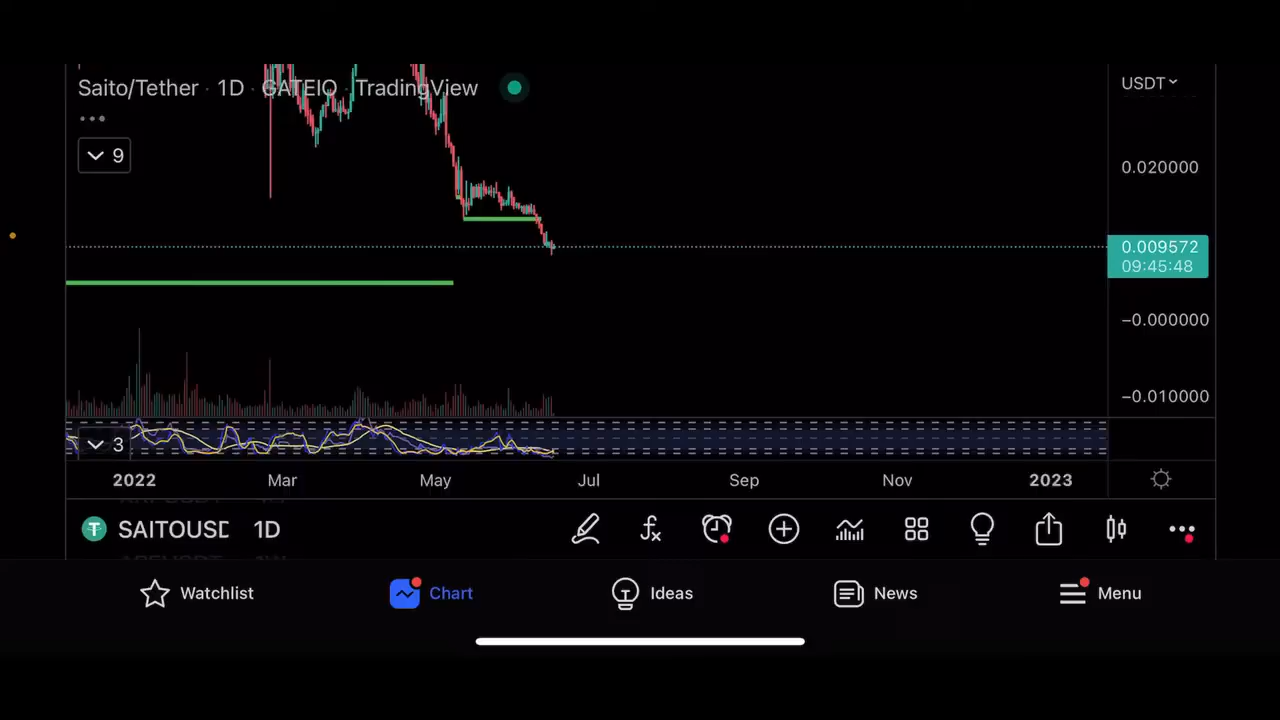 Saito/Tether · 1D · GATEIO · TradingView
USDT
9
0.020000
0.009572
09:45:48
−0.000000
−0.010000
3
2022 Mar May Jul Sep Nov 2023
SAITOUSD 1D
Watchlist Chart Ideas News Menu